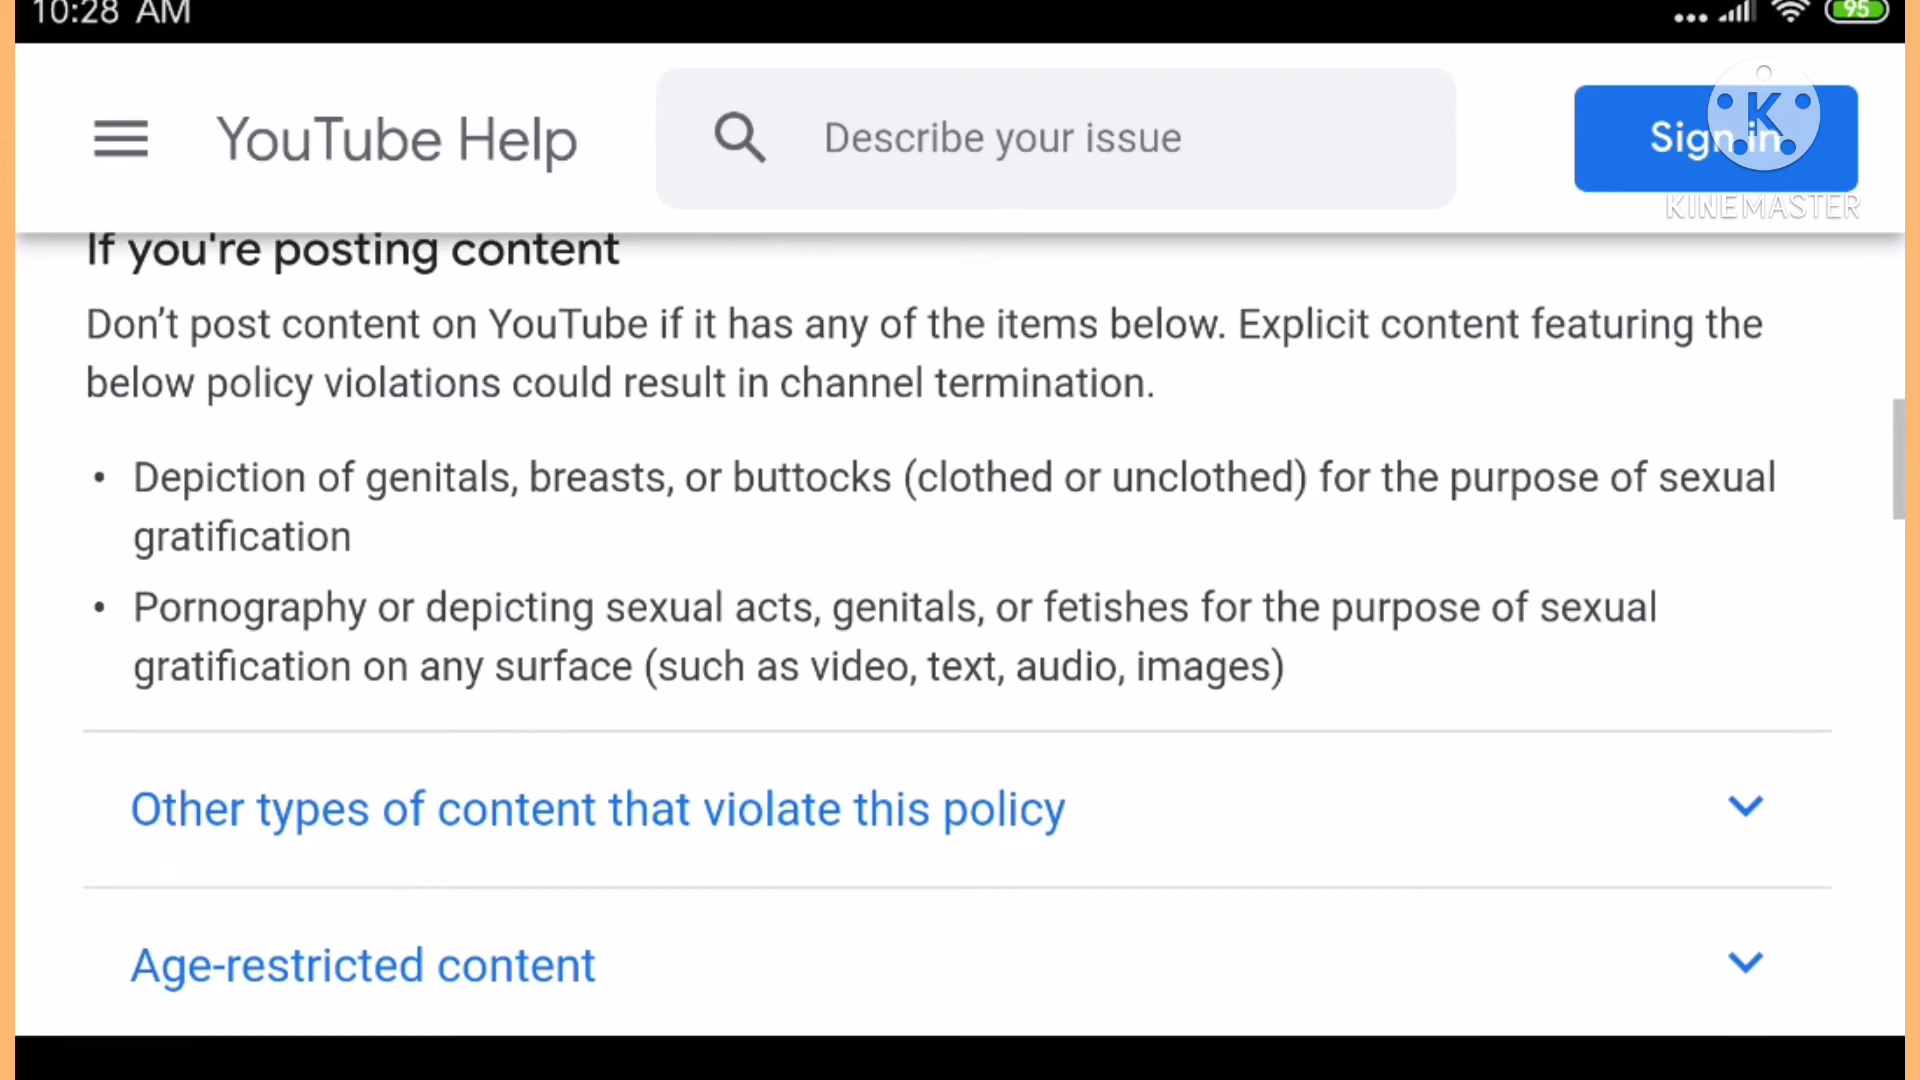 10:28 AM
95
YouTube Help
Describe your issue
Sign in
K
KINEMASTER
If you're posting content
Don’t post content on YouTube if it has any of the items below. Explicit content featuring the
below policy violations could result in channel termination.
• Depiction of genitals, breasts, or buttocks (clothed or unclothed) for the purpose of sexual
gratification
• Pornography or depicting sexual acts, genitals, or fetishes for the purpose of sexual
gratification on any surface (such as video, text, audio, images)
Other types of content that violate this policy
Age-restricted content